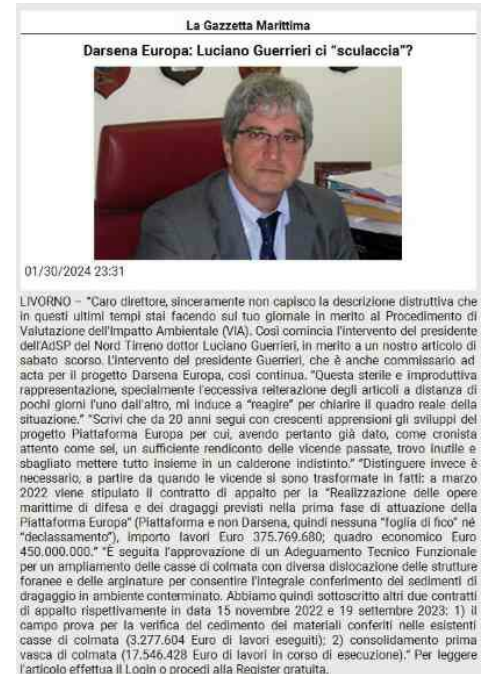 La Gazzetta Marittima
Darsena Europa: Luciano Guerrieri ci "sculaccia"?
01/30/2024 23:31
LIVORNO – "Caro direttore, sinceramente non capisco la descrizione distruttiva che
in questi ultimi tempi stai facendo sul tuo giornale in merito al Procedimento di
Valutazione dell'Impatto Ambientale (VIA). Così comincia l'intervento del presidente
dell'AdSP del Nord Tirreno dottor Luciano Guerrieri, in merito a un nostro articolo di
sabato scorso. L'intervento del presidente Guerrieri, che è anche commissario ad
acta per il progetto Darsena Europa, così continua. "Questa sterile e improduttiva
rappresentazione, specialmente l'eccessiva reiterazione degli articoli a distanza di
pochi giorni l'uno dall'altro, mi induce a "reagire" per chiarire il quadro reale della
situazione." "Scrivi che da 20 anni segui con crescenti apprensioni gli sviluppi del
progetto Piattaforma Europa per cui, avendo pertanto già dato, come cronista
attento come sei, un sufficiente rendiconto delle vicende passate, trovo inutile e
sbagliato mettere tutto insieme in un calderone indistinto." "Distinguere invece è
necessario, a partire da quando le vicende si sono trasformate in fatti: a marzo
2022 viene stipulato il contratto di appalto per la "Realizzazione delle opere
marittime di difesa e dei dragaggi previsti nella prima fase di attuazione della
Piattaforma Europa" (Piattaforma e non Darsena, quindi nessuna "foglia di fico" né
"declassamento"), importo lavori Euro 375.769.680; quadro economico Euro
450.000.000." "È seguita l'approvazione di un Adeguamento Tecnico Funzionale
per un ampliamento delle casse di colmata con diversa dislocazione delle strutture
foranee e delle arginature per consentire l'integrale conferimento dei sedimenti di
dragaggio in ambiente conterminato. Abbiamo quindi sottoscritto altri due contratti
di appalto rispettivamente in data 15 novembre 2022 e 19 settembre 2023: 1) il
campo prova per la verifica del cedimento dei materiali conferiti nelle esistenti
casse di colmata (3.277.604 Euro di lavori eseguiti); 2) consolidamento prima
vasca di colmata (17.546.428 Euro di lavori in corso di esecuzione)." Per leggere
l'articolo effettua il Login o procedi alla Register gratuita.